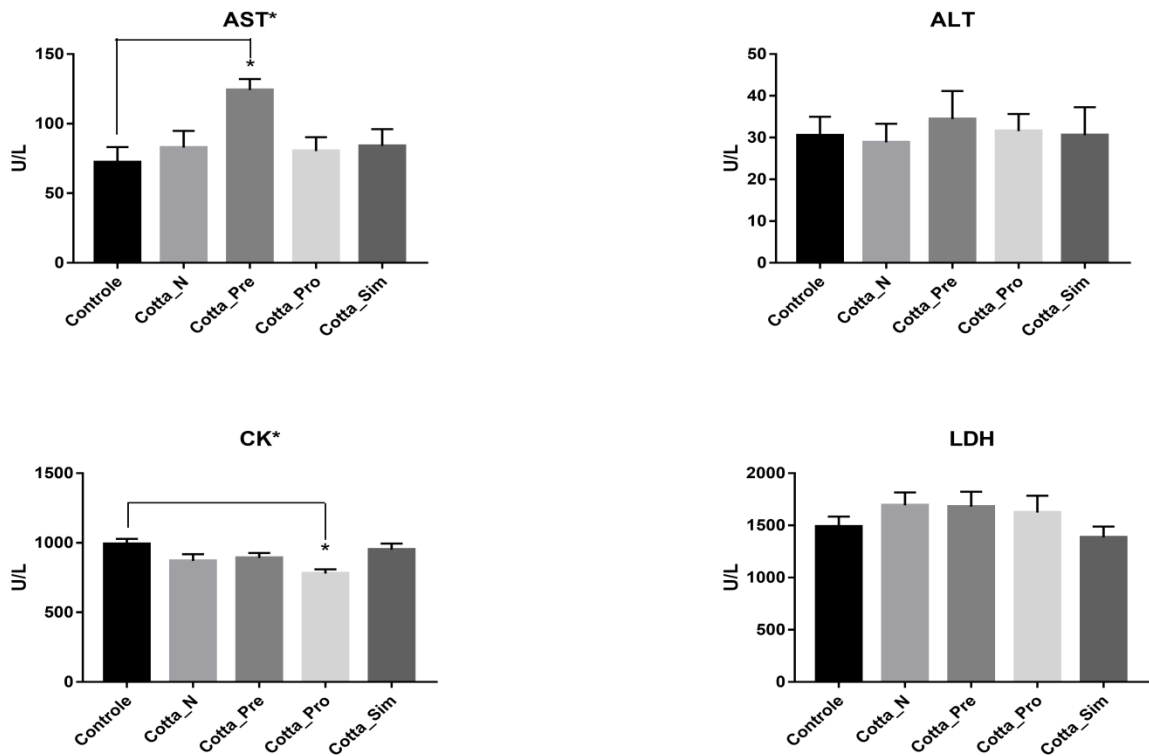 AST*
150
100
50
0
U/L
*
Controle
Cotta_N
Cotta_Pre
Cotta_Pro
Cotta_Sim
ALT
50
40
30
20
10
0
U/L
Controle
Cotta_N
Cotta_Pre
Cotta_Pro
Cotta_Sim
CK*
1500
1000
500
0
U/L
*
Controle
Cotta_N
Cotta_Pre
Cotta_Pro
Cotta_Sim
LDH
2000
1500
1000
500
0
U/L
Controle
Cotta_N
Cotta_Pre
Cotta_Pro
Cotta_Sim